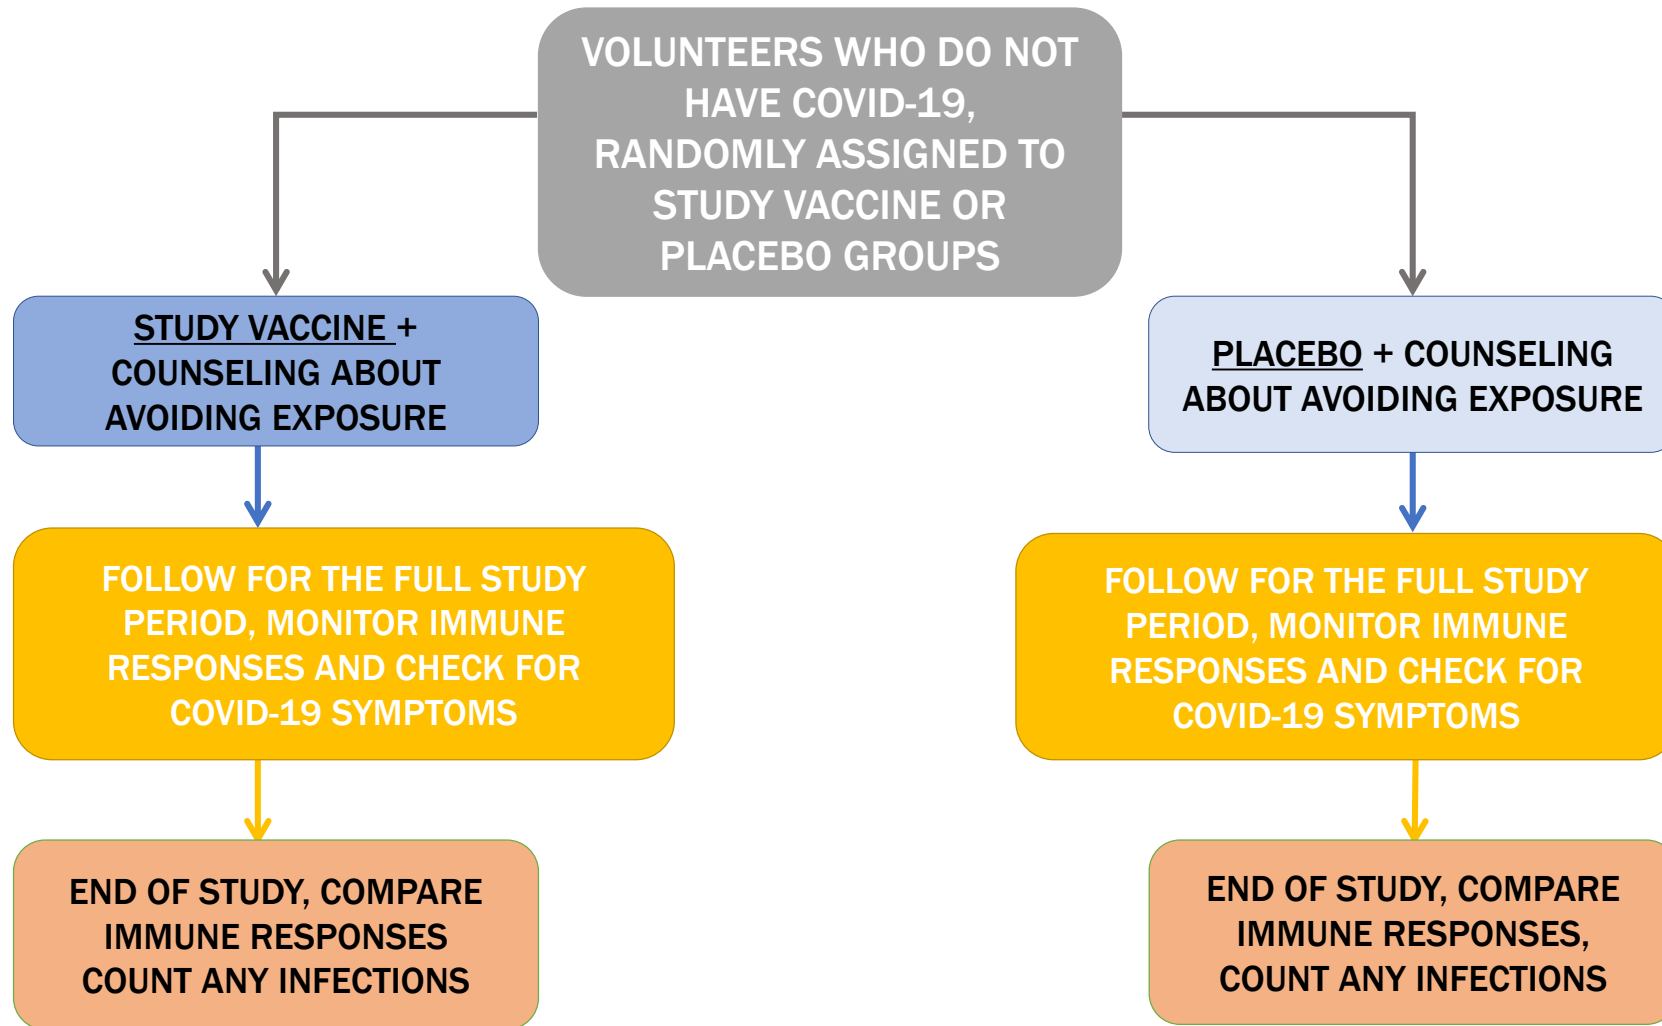 VOLUNTEERS WHO DO NOT
HAVE COVID-19,
RANDOMLY ASSIGNED TO
STUDY VACCINE OR
PLACEBO GROUPS
STUDY VACCINE +
COUNSELING ABOUT
AVOIDING EXPOSURE
PLACEBO + COUNSELING
ABOUT AVOIDING EXPOSURE
FOLLOW FOR THE FULL STUDY
PERIOD, MONITOR IMMUNE
RESPONSES AND CHECK FOR
COVID-19 SYMPTOMS
FOLLOW FOR THE FULL STUDY
PERIOD, MONITOR IMMUNE
RESPONSES AND CHECK FOR
COVID-19 SYMPTOMS
END OF STUDY, COMPARE
IMMUNE RESPONSES
COUNT ANY INFECTIONS
END OF STUDY, COMPARE
IMMUNE RESPONSES,
COUNT ANY INFECTIONS